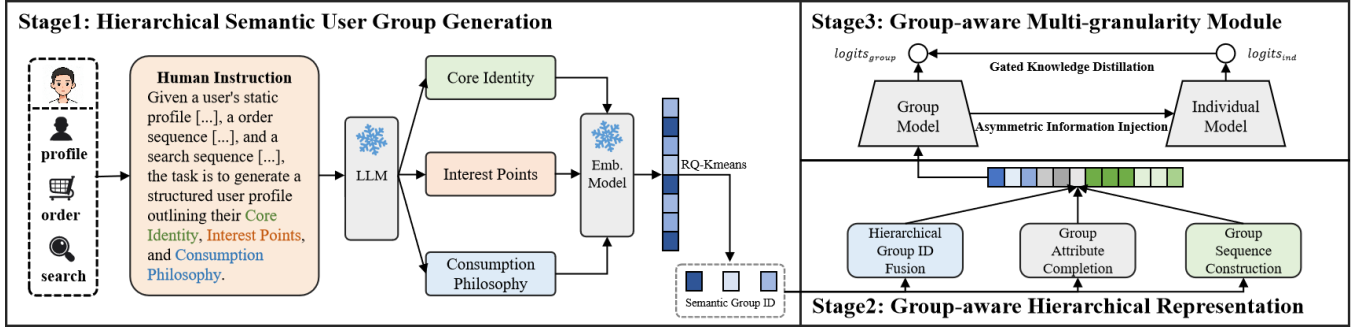 Stage1: Hierarchical Semantic User Group Generation
profile
order
search
Human Instruction
Given a user's static
profile [...], a order
sequence [...], and a
search sequence [...],
the task is to generate a
structured user profile
outlining their Core
Identity, Interest Points,
and Consumption
Philosophy.
LLM
Core Identity
Interest Points
Consumption
Philosophy
Emb.
Model
RQ-Kmeans
Semantic Group ID
Stage3: Group-aware Multi-granularity Module
logits_group
logits_ind
Gated Knowledge Distillation
Group
Model
Asymmetric Information Injection
Individual
Model
Hierarchical
Group ID
Fusion
Group
Attribute
Completion
Group
Sequence
Construction
Stage2: Group-aware Hierarchical Representation